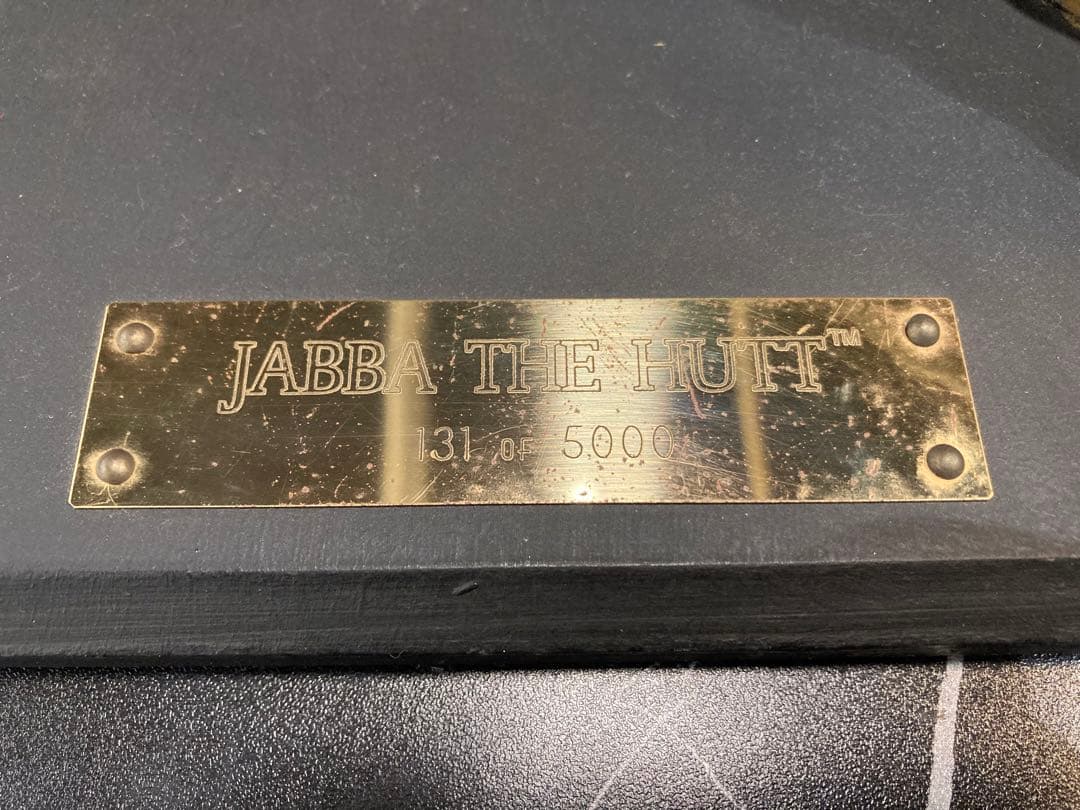 JABBA THE HUTT™
131 OF 5000